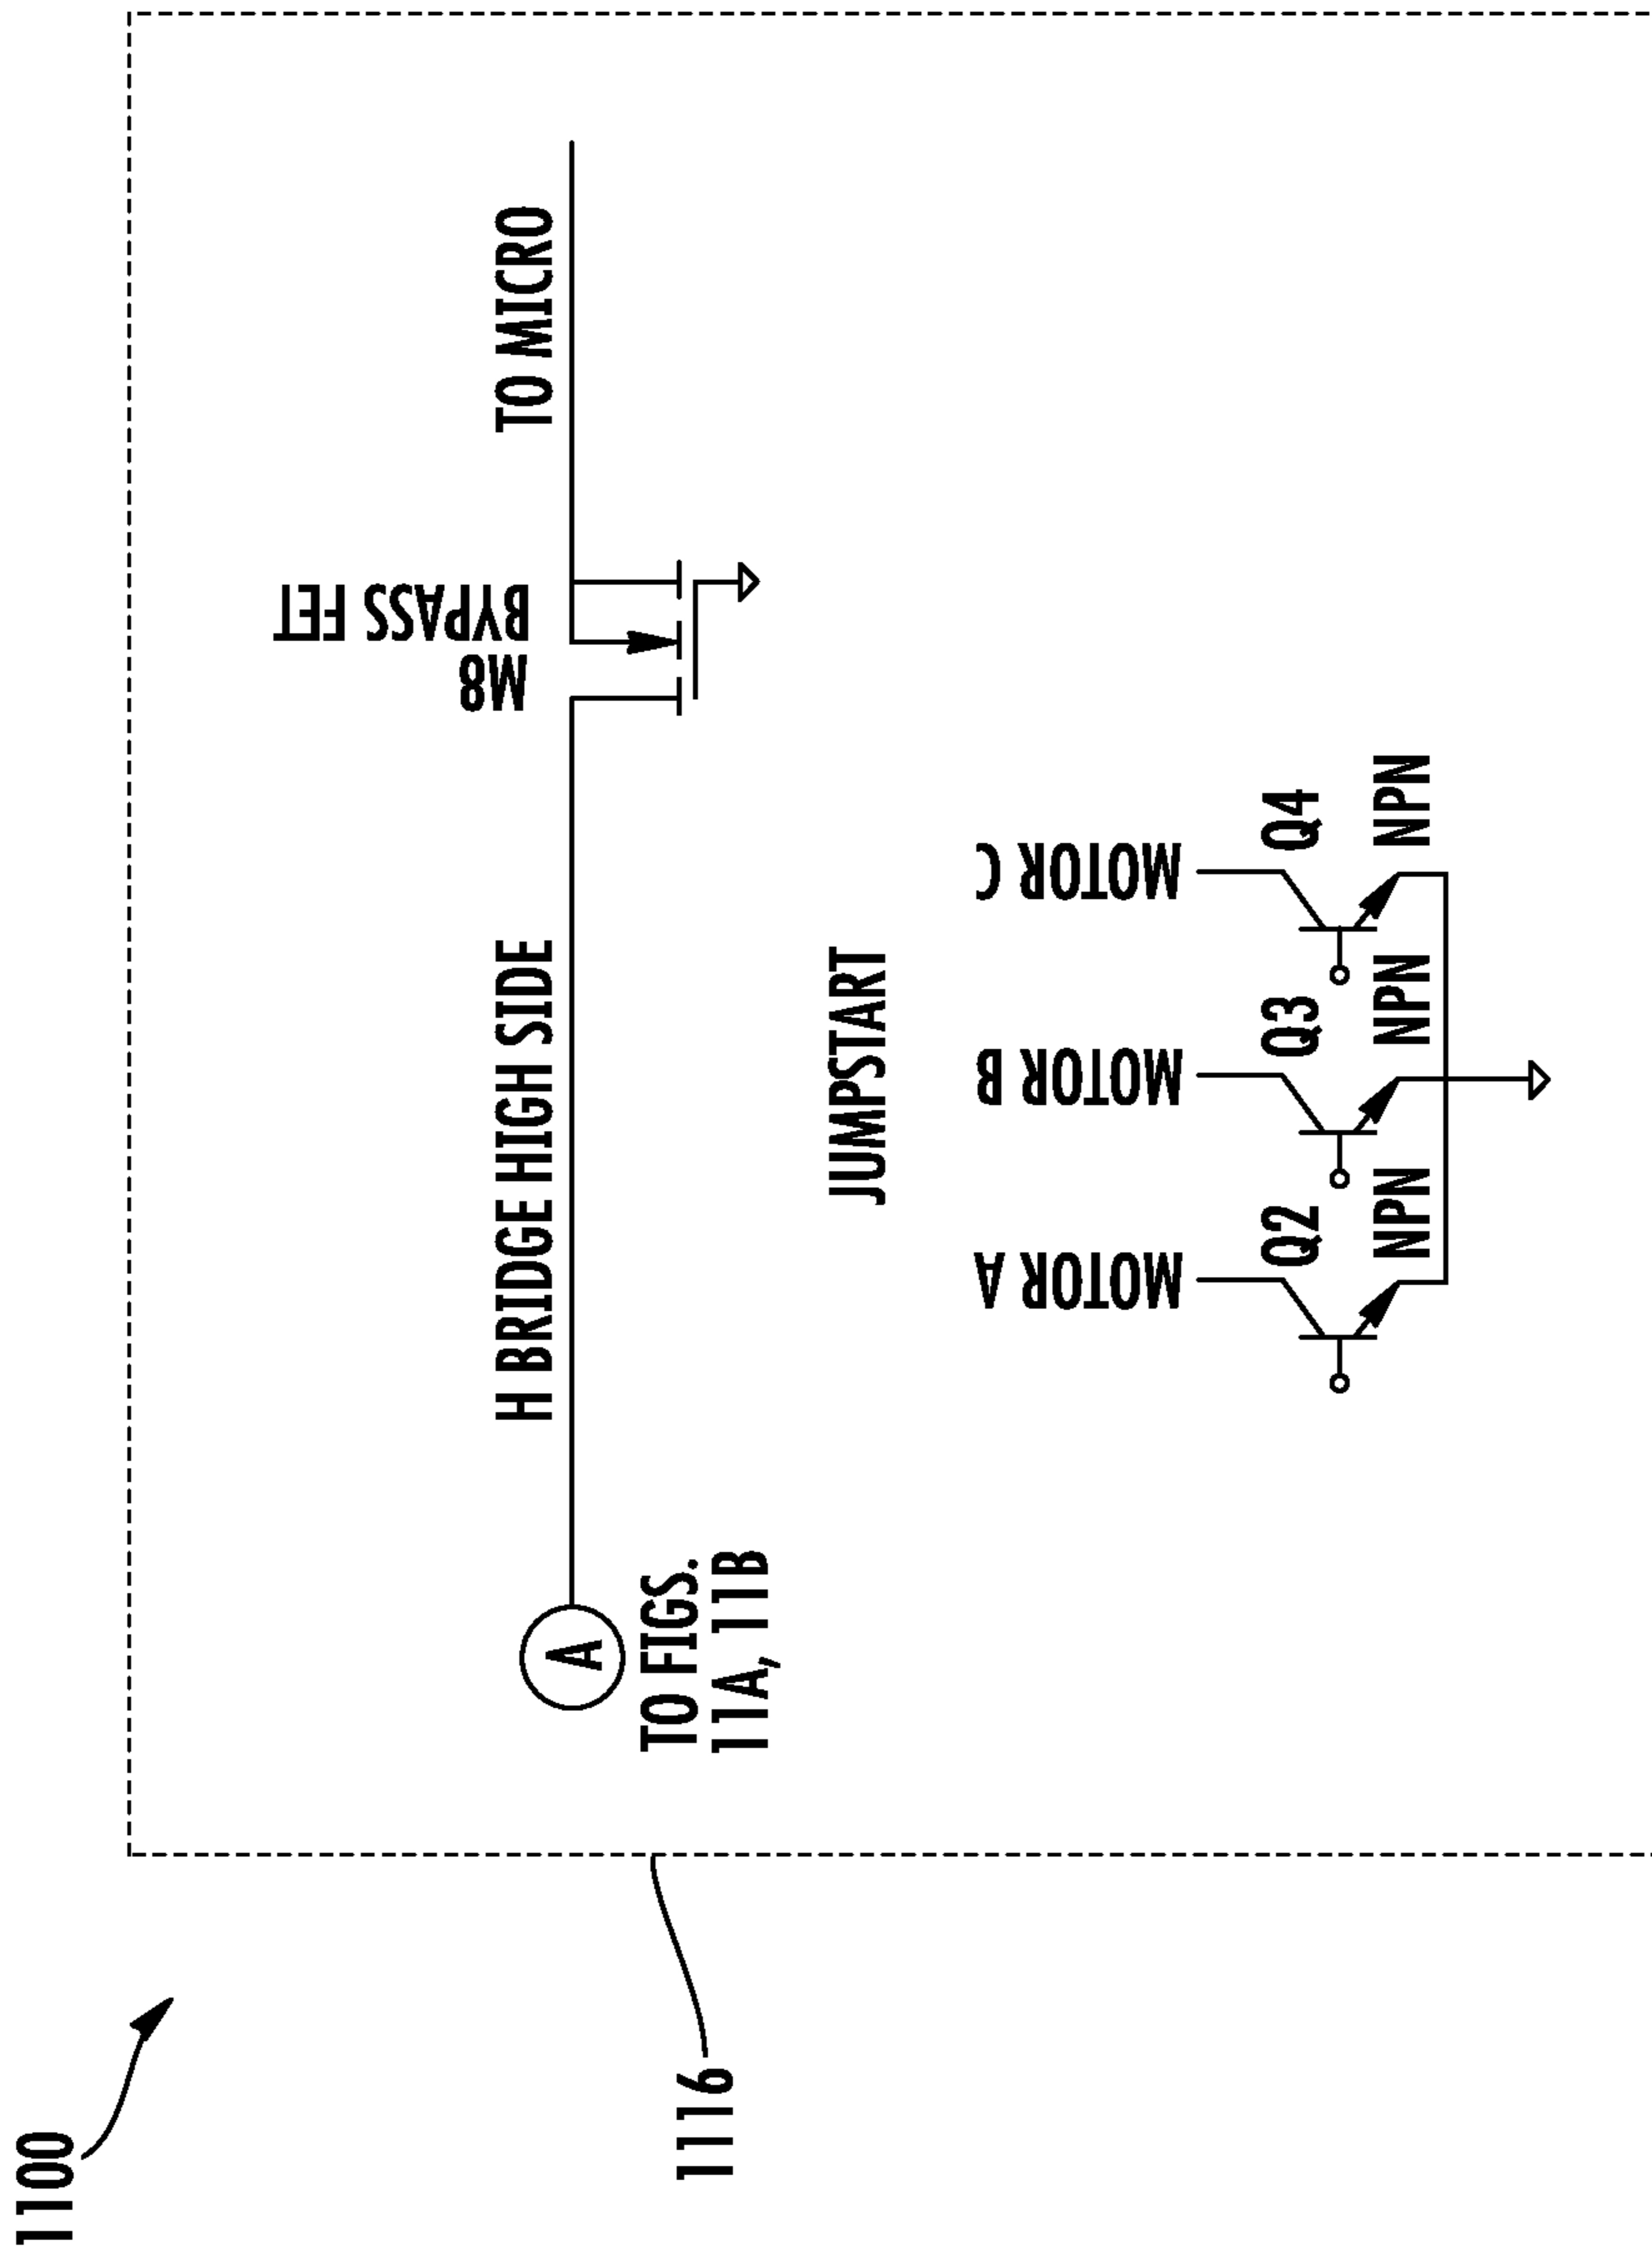 1100
1116
A
TO FIGS.
11A, 11B
H BRIDGE HIGH SIDE
M8
BYPASS FET
TO MICRO
JUMPSTART
MOTOR A
MOTOR B
MOTOR C
Q2
NPN
Q3
NPN
Q4
NPN